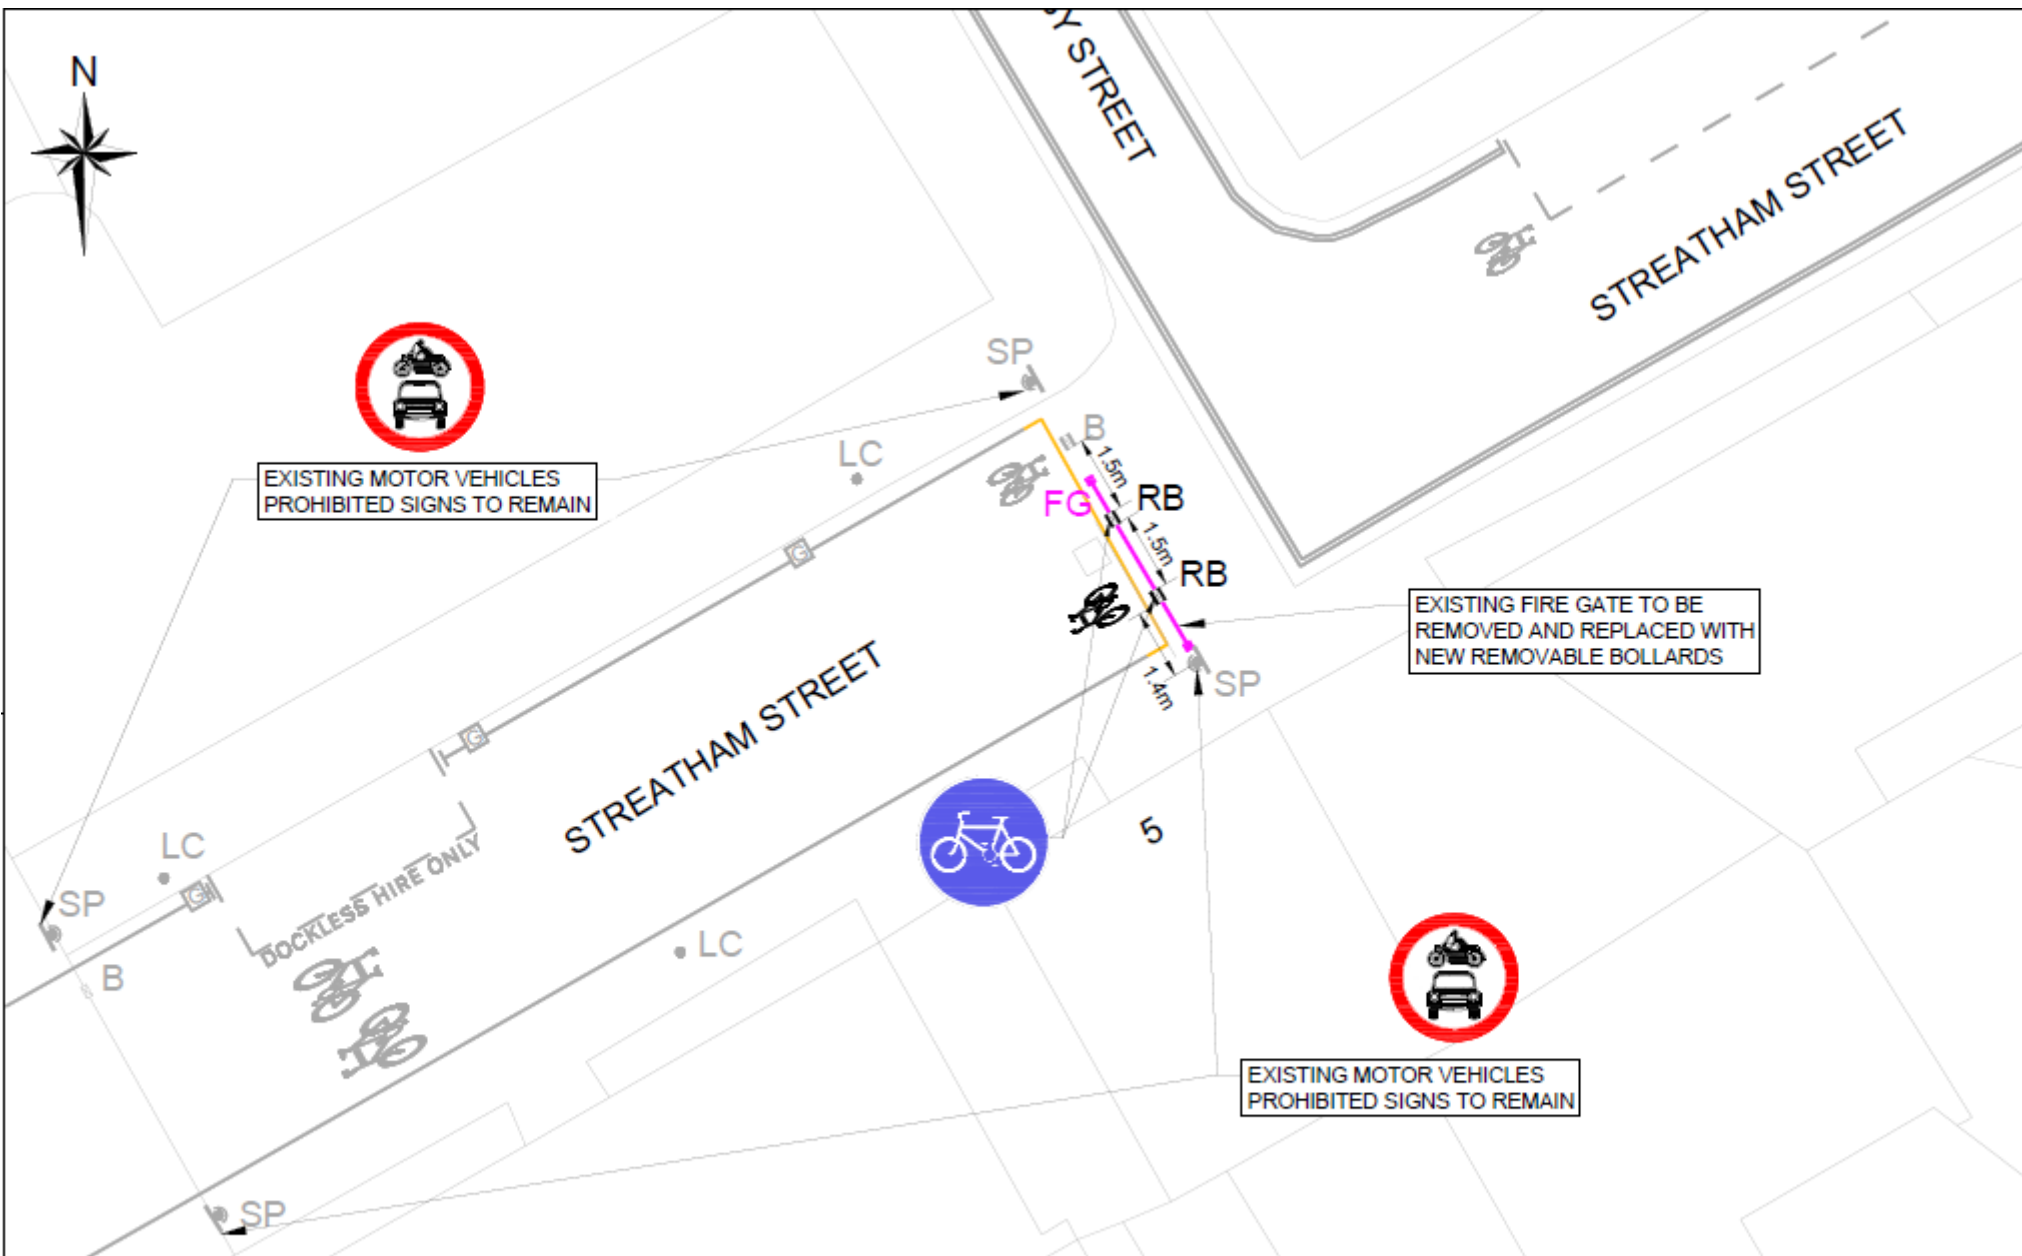 N
STREET
STREATHAM STREET
SP
EXISTING MOTOR VEHICLES
PROHIBITED SIGNS TO REMAIN
LC
B
1.5m
FG
RB
1.5m
RB
G
EXISTING FIRE GATE TO BE
REMOVED AND REPLACED WITH
NEW REMOVABLE BOLLARDS
1.4m
SP
STREATHAM STREET
G
5
LC
SP
G
DOCKLESS HIRE ONLY
LC
B
EXISTING MOTOR VEHICLES
PROHIBITED SIGNS TO REMAIN
SP